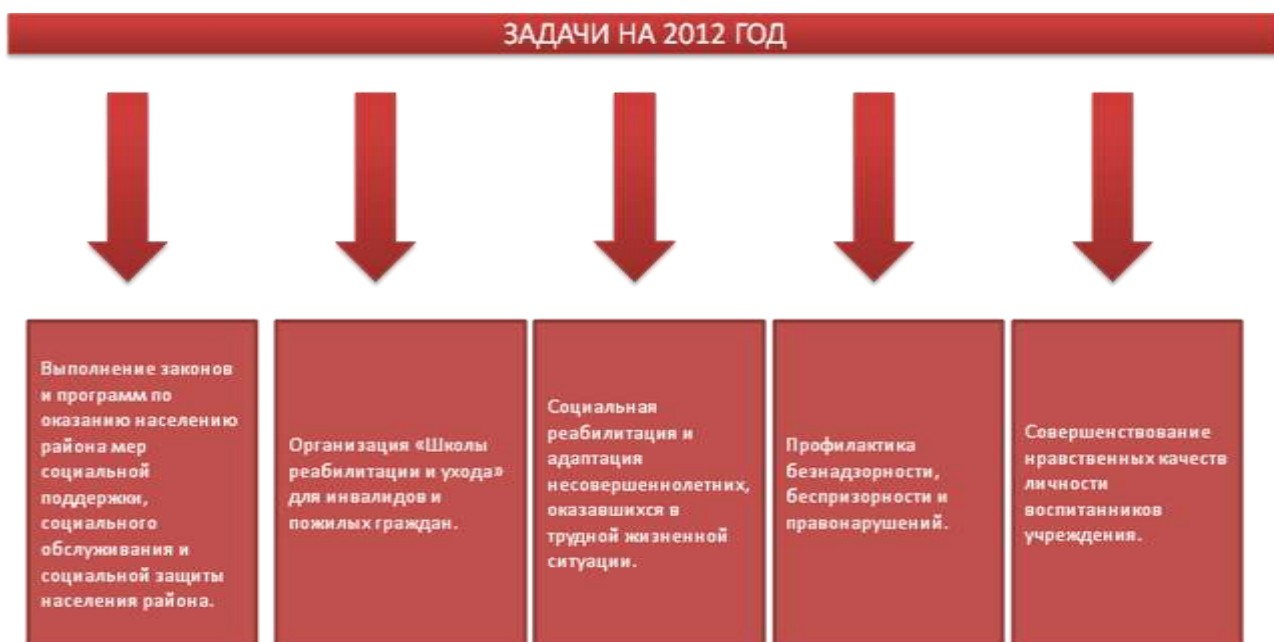 ЗАДАЧИ НА 2012 ГОД
Выполнение законов
и программ по
оказанию населению
района мер
социальной
поддержки,
социального
обслуживания и
социальной защиты
населения района.
Организация «Школы
реабилитации и ухода»
для инвалидов и
пожилых граждан.
Социальная
реабилитация и
адаптация
несовершеннолетних,
оказавшихся в
трудной жизненной
ситуации.
Профилактика
безнадзорности,
беспризорности и
правонарушений.
Совершенствование
нравственных качеств
личности
воспитанников
учреждения.